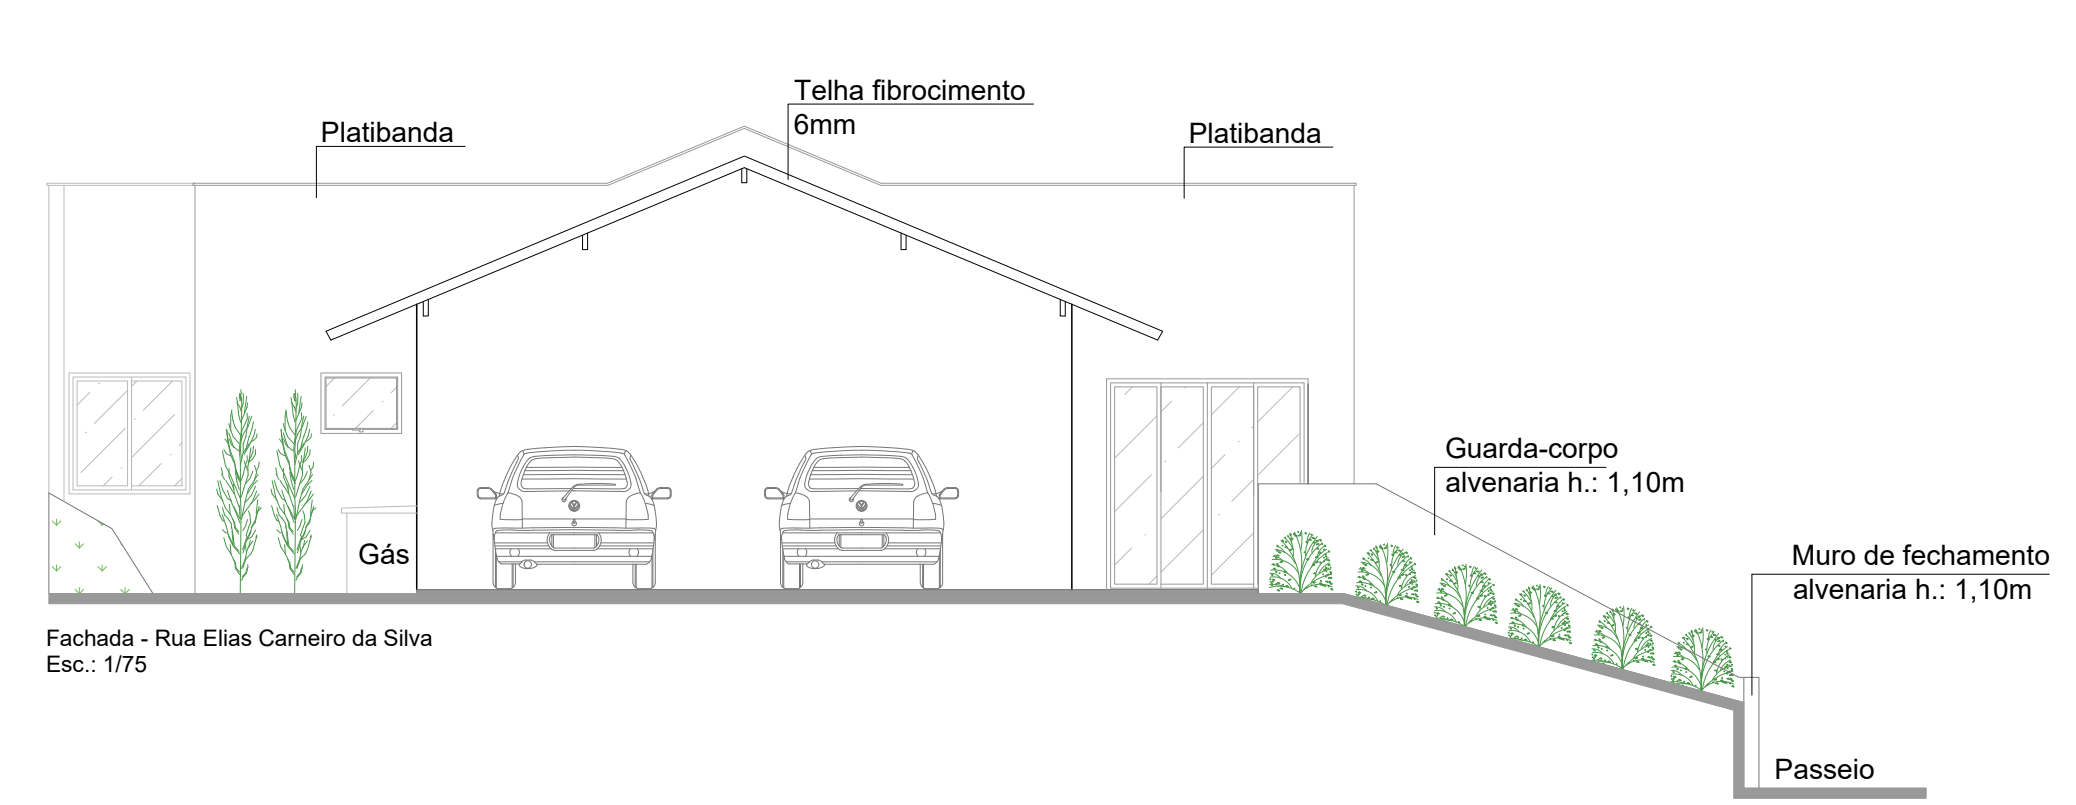 Telha fibrocimento
6mm
Platibanda
Platibanda
Guarda-corpo
alvenaria h.: 1,10m
Gás
Muro de fechamento
alvenaria h.: 1,10m
Fachada - Rua Elias Carneiro da Silva
Esc.: 1/75
Passeio